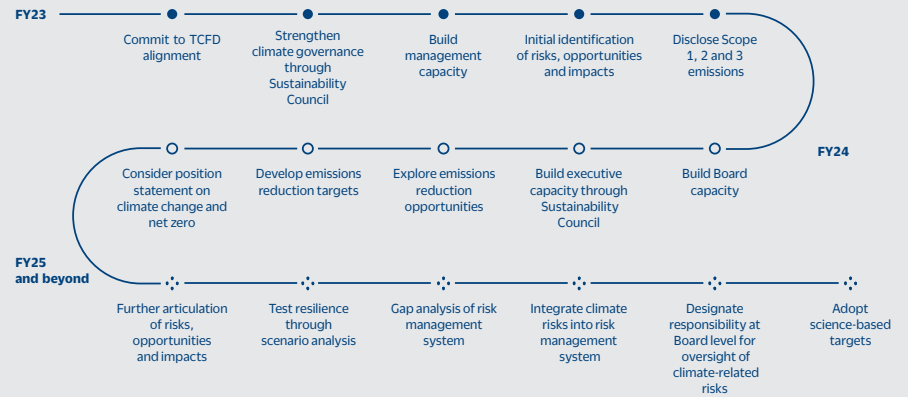 FY23
Commit to TCFD
alignment
Strengthen
climate governance
through
Sustainability
Council
Build
management
capacity
Initial identification
of risks, opportunities
and impacts
Disclose Scope
1, 2 and 3
emissions
FY24
Build Board
capacity
Build executive
capacity through
Sustainability
Council
Explore emissions
reduction
opportunities
Develop emissions
reduction targets
Consider position
statement on
climate change and
net zero
FY25
and beyond
Further articulation
of risks,
opportunities
and impacts
Test resilience
through
scenario analysis
Gap analysis of risk
management
system
Integrate climate
risks into risk
management
system
Designate
responsibility at
Board level for
oversight of
climate-related
risks
Adopt
science-based
targets